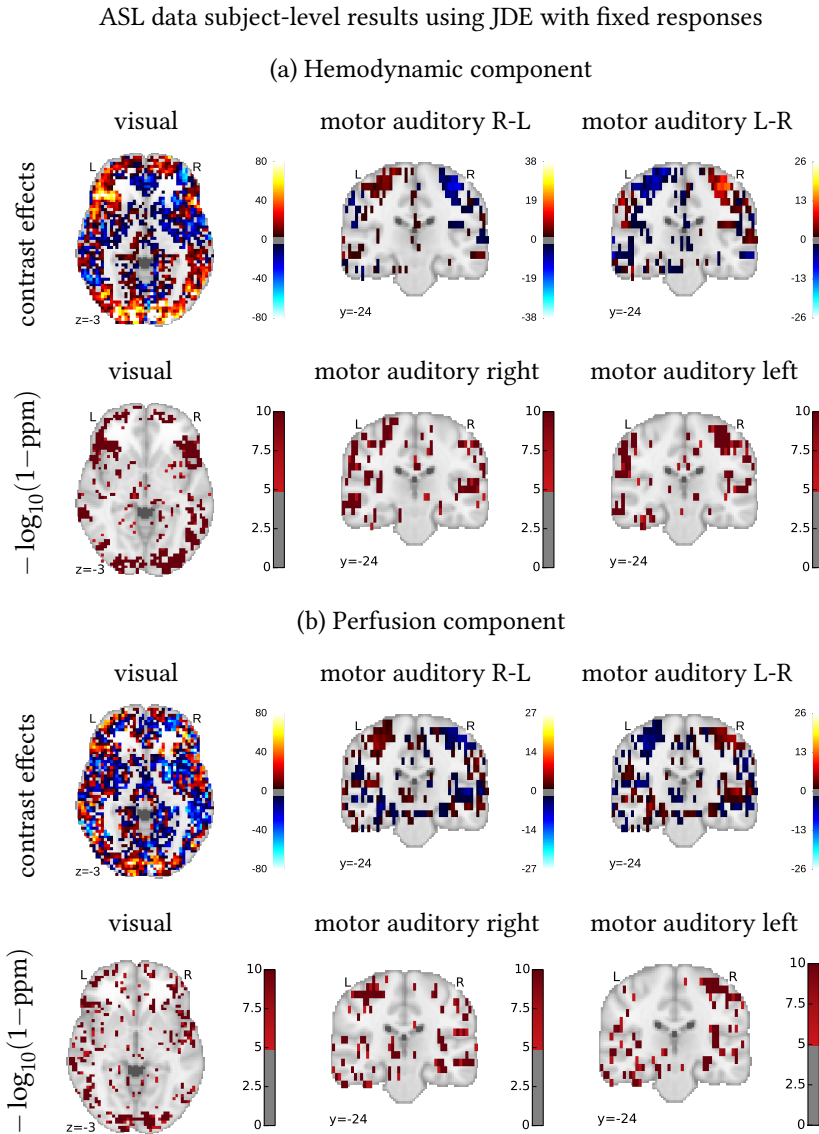 ASL data subject-level results using JDE with fixed responses
(a) Hemodynamic component
visual motor auditory R-L motor auditory L-R
contrast effects
L R L R L R
80 40 0 -40 -80
38 19 0 -19 -38
26 13 0 -13 -26
z=-3 y=-24 y=-24
visual motor auditory right motor auditory left
− log10(1−ppm)
L R L R L R
10 7.5 5 2.5 0
10 7.5 5 2.5 0
10 7.5 5 2.5 0
z=-3 y=-24 y=-24
(b) Perfusion component
visual motor auditory R-L motor auditory L-R
contrast effects
L R L R L R
80 40 0 -40 -80
27 14 0 -14 -27
26 13 0 -13 -26
z=-3 y=-24 y=-24
visual motor auditory right motor auditory left
− log10(1−ppm)
L R L R L R
10 7.5 5 2.5 0
10 7.5 5 2.5 0
10 7.5 5 2.5 0
z=-3 y=-24 y=-24